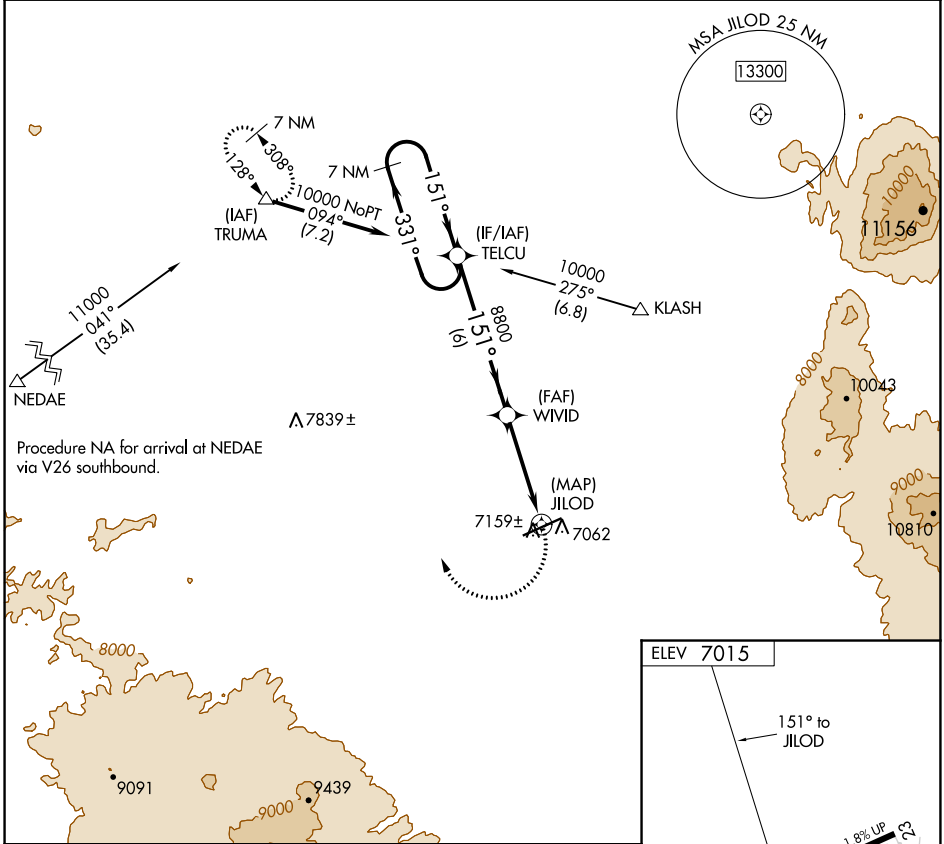 MSA JILOD 25 NM
13300
7 NM
308°
128°
7 NM
151°
331°
10000 NoPT
094°
(7.2)
(IAF)
TRUMA
(IF/IAF)
TELCU
10000
11156
10000
275°
(6.8)
KLASH
11000
041°
(35.4)
NEDAE
8800
151°
(6)
8000
10043
(FAF)
WIVID
7839±
Procedure NA for arrival at NEDAE
via V26 southbound.
(MAP)
JILOD
7159±
7062
9000
10810
8000
ELEV 7015
151° to
JILOD
9091
9439
9000
1.8% UP
23